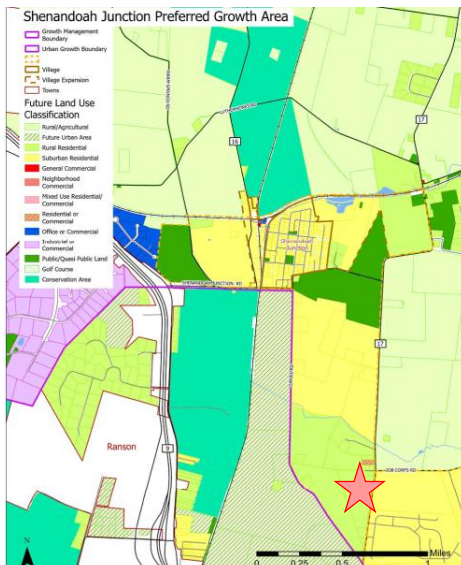 Shenandoah Junction Preferred Growth Area
Growth Management
Boundary
Urban Growth Boundary
Village
Village Expansion
Towns
Future Land Use
Classification
Rural/Agricultural
Future Urban Area
Rural Residential
Suburban Residential
General Commercial
Neighborhood
Commercial
Mixed Use Residential/
Commercial
Residential or
Commercial
Office or Commercial
Industrial or
Commercial
Public/Quasi Public Land
Golf Course
Conservation Area
17
16
Shenandoah
Junction
SHENANDOAH JUNCTION RD
17
Ranson
9
JOB CORPS RD
N
Miles
0
0.25
0.5
1